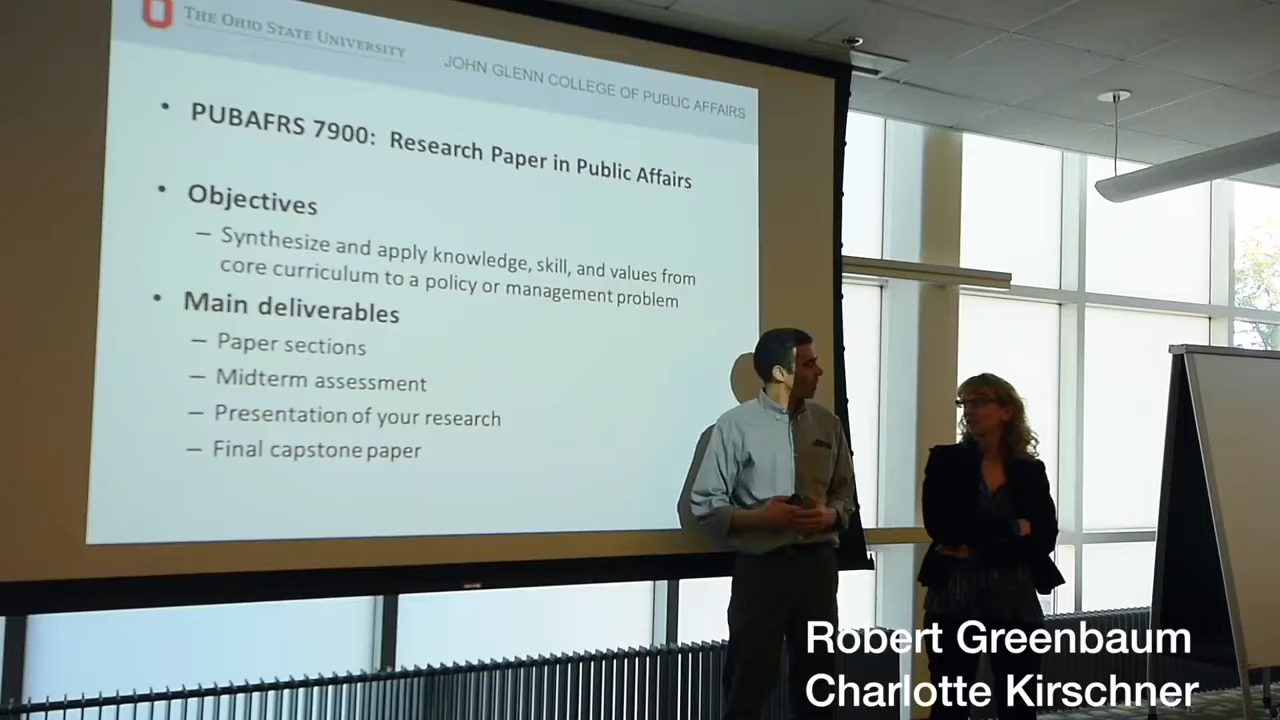 THE OHIO STATE UNIVERSITY
JOHN GLENN COLLEGE OF PUBLIC AFFAIRS
• PUBAFRS 7900: Research Paper in Public Affairs
• Objectives
– Synthesize and apply knowledge, skill, and values from
core curriculum to a policy or management problem
• Main deliverables
– Paper sections
– Midterm assessment
– Presentation of your research
– Final capstone paper
Robert Greenbaum
Charlotte Kirschner